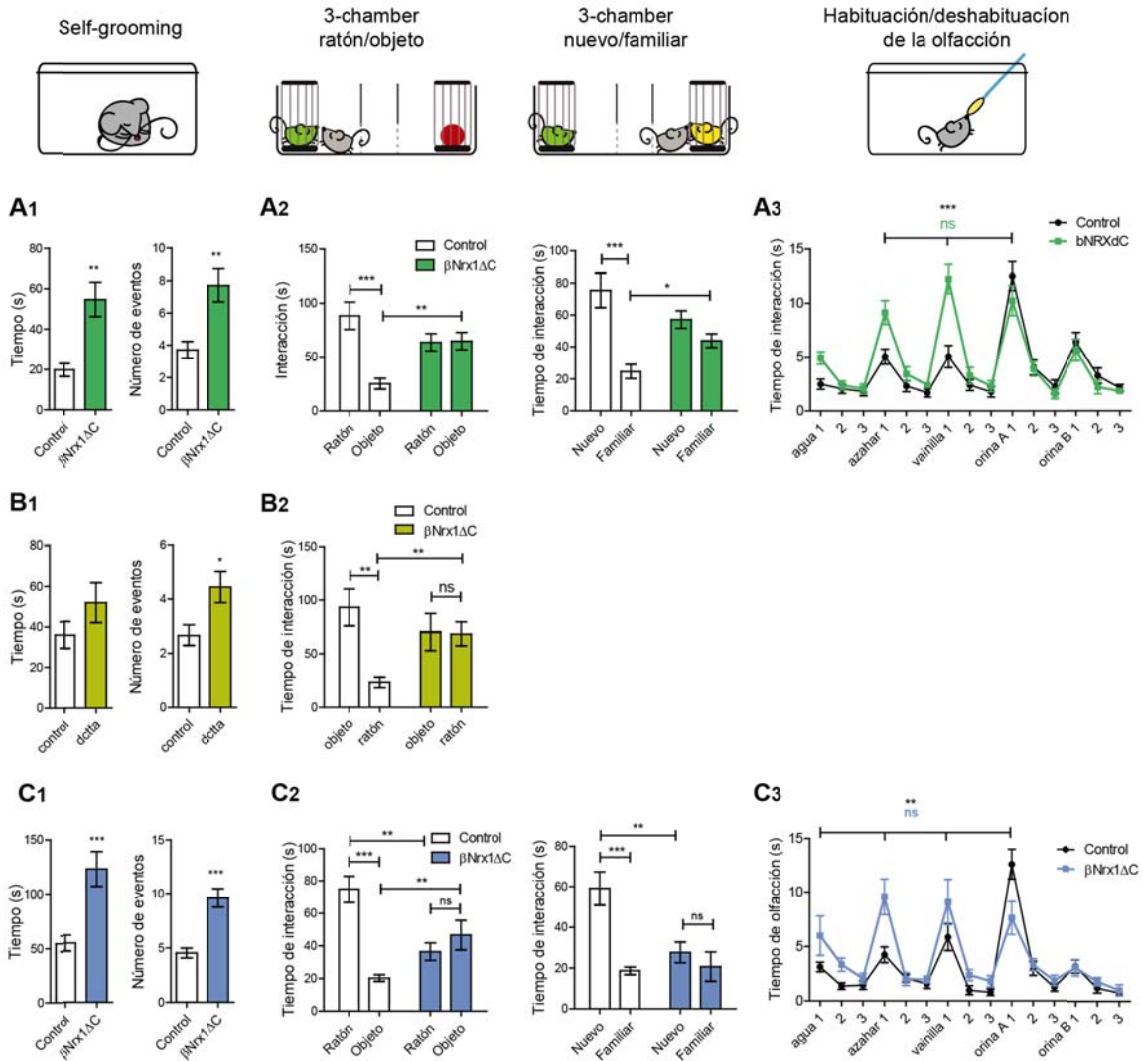 Self-grooming
3-chamber
ratón/objeto
3-chamber
nuevo/familiar
Habituación/deshabituacíon
de la olfacción
A1
Tiempo (s)
80
60
40
20
0
**
Control
βNrx1ΔC
Número de eventos
10
8
6
4
2
0
**
Control
βNrx1ΔC
A2
Control
βNrx1ΔC
Interacción (s)
150
100
50
0
***
**
Ratón
Objeto
Ratón
Objeto
Tiempo de interacción (s)
100
80
60
40
20
0
***
*
Nuevo
Familiar
Nuevo
Familiar
A3
***
ns
Control
bNRXdC
Tiempo de interacción (s)
15
10
5
0
agua 1
2
3
azahar 1
2
3
vainilla 1
2
3
orina A 1
2
3
orina B 1
2
3
B1
Tiempo (s)
80
60
40
20
0
control
dctta
Número de eventos
6
4
2
0
*
control
dctta
B2
Control
βNrx1ΔC
Tiempo de interacción (s)
150
100
50
0
**
**
ns
objeto
ratón
objeto
ratón
C1
Tiempo (s)
150
100
50
0
***
Control
βNrx1ΔC
Número de eventos
15
10
5
0
***
Control
βNrx1ΔC
C2
Control
βNrx1ΔC
Tiempo de interacción (s)
100
80
60
40
20
0
**
***
**
ns
Ratón
Objeto
Ratón
Objeto
Tiempo de interacción (s)
80
60
40
20
0
**
***
ns
Nuevo
Familiar
Nuevo
Familiar
C3
**
ns
Control
βNrx1ΔC
Tiempo de olfacción (s)
15
10
5
0
agua 1
2
3
azahar 1
2
3
vainilla 1
2
3
orina A 1
2
3
orina B 1
2
3